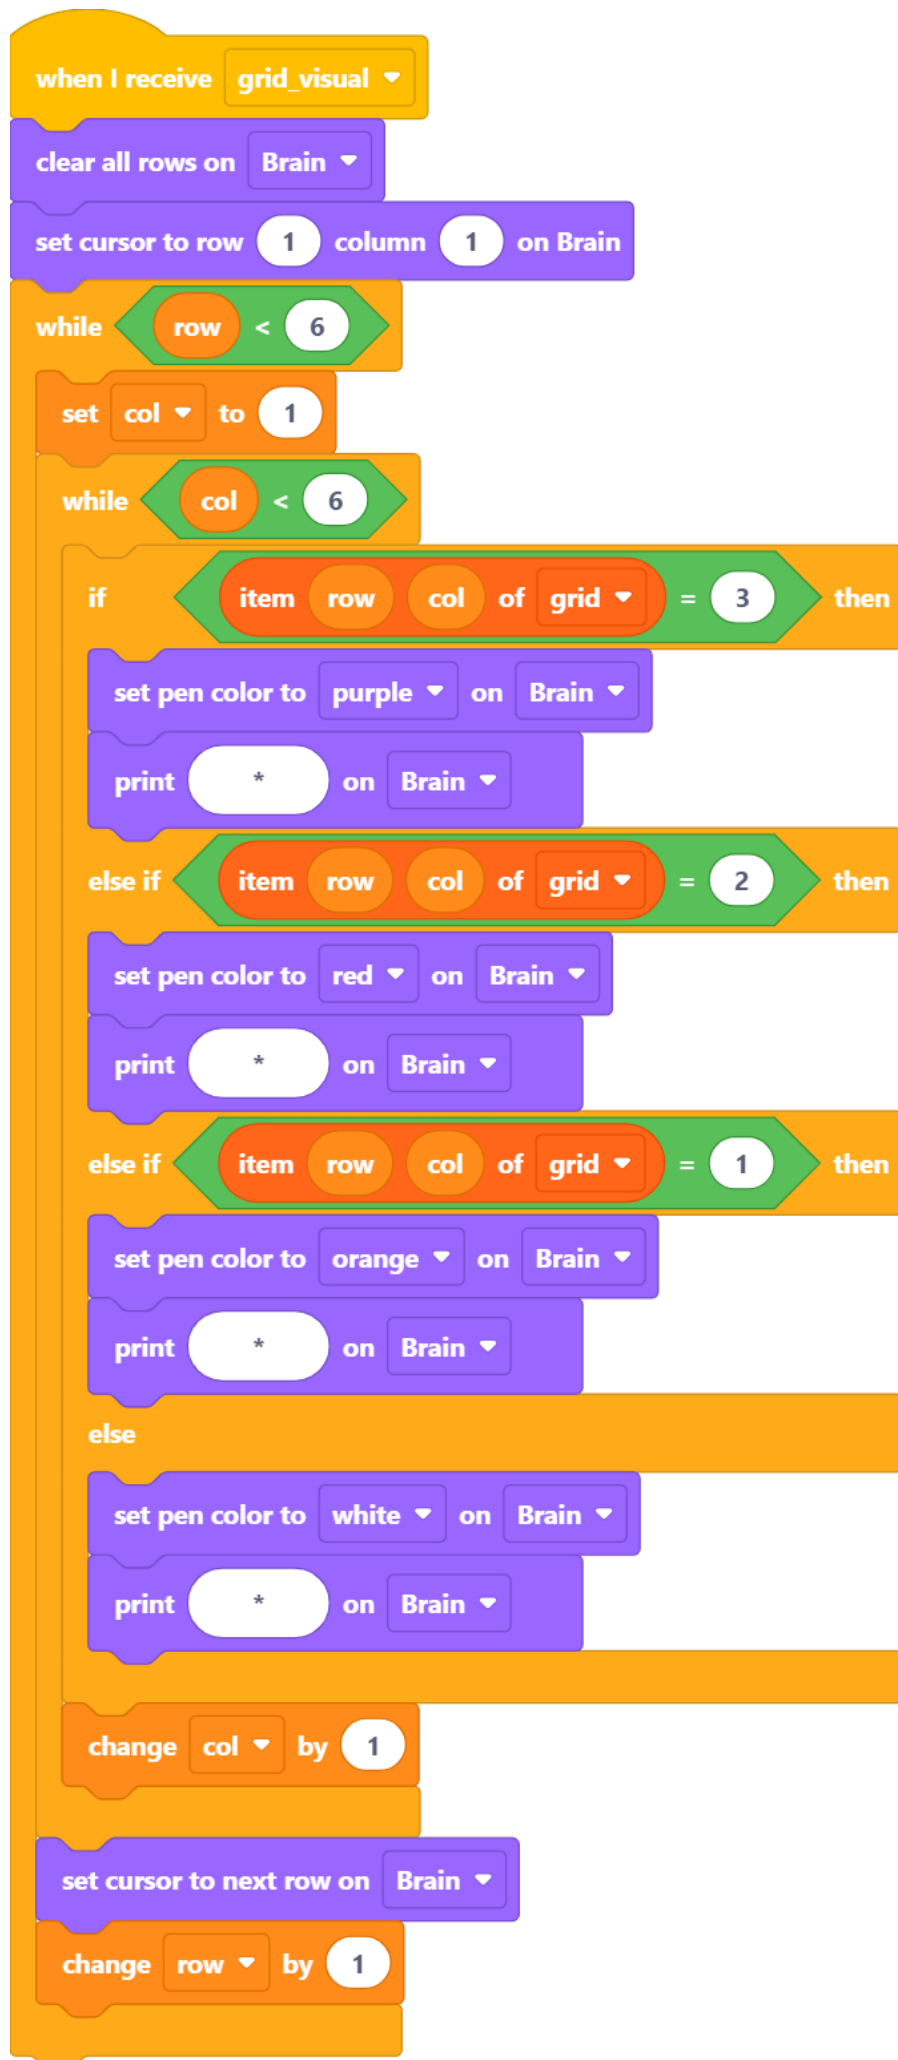 when I receive grid_visual
clear all rows on Brain
set cursor to row 1 column 1 on Brain
while row < 6
set col to 1
while col < 6
if item row col of grid = 3 then
set pen color to purple on Brain
print * on Brain
else if item row col of grid = 2 then
set pen color to red on Brain
print * on Brain
else if item row col of grid = 1 then
set pen color to orange on Brain
print * on Brain
else
set pen color to white on Brain
print * on Brain
change col by 1
set cursor to next row on Brain
change row by 1